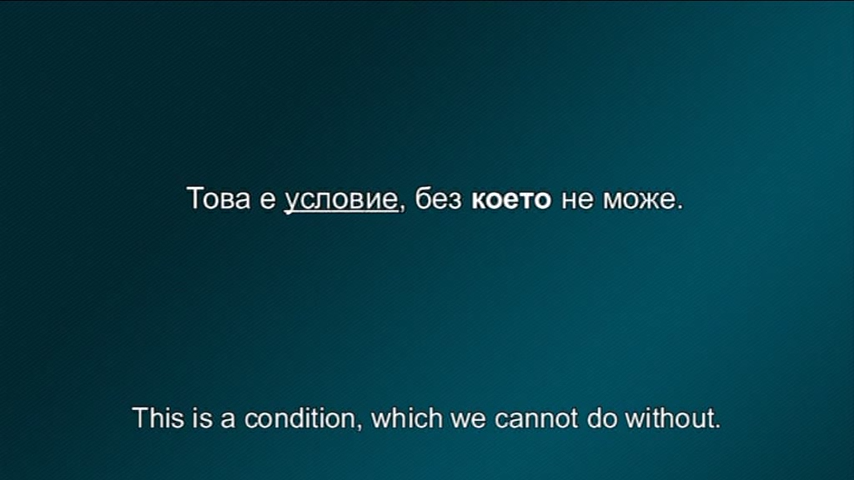 Това е условие, без което не може.
This is a condition, which we cannot do without.